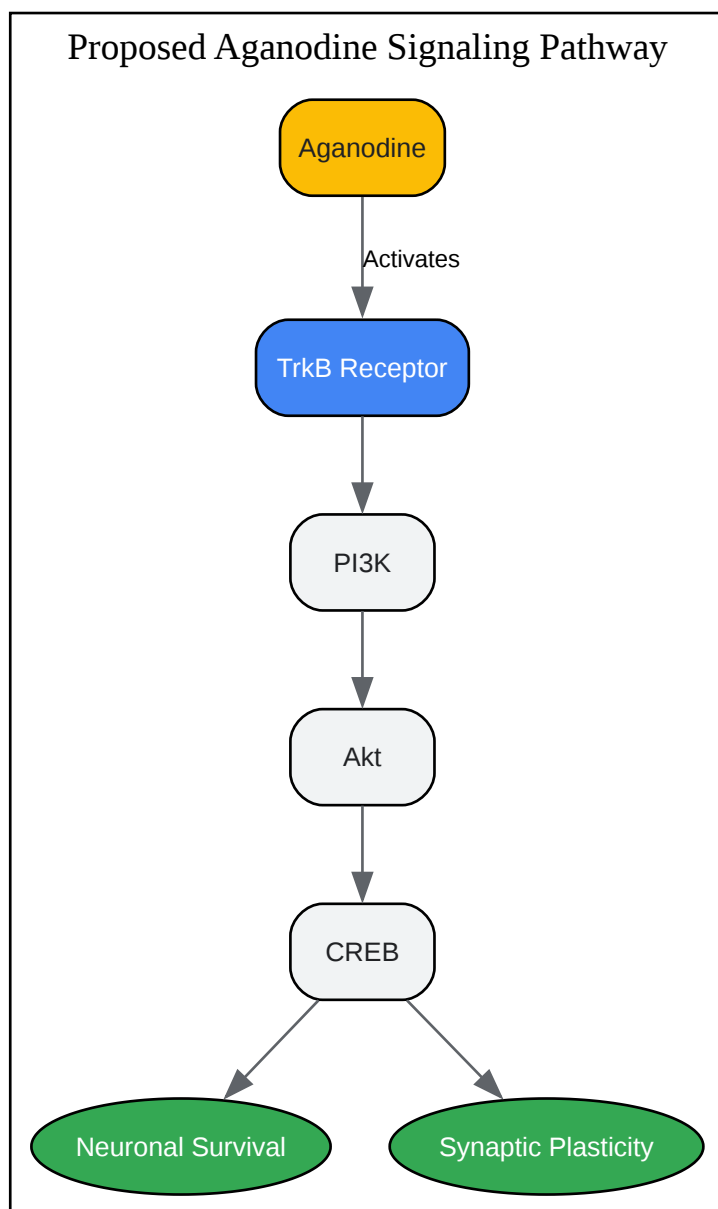 Proposed Aganodine Signaling Pathway
Aganodine
Activates
TrkB Receptor
PI3K
Akt
CREB
Neuronal Survival
Synaptic Plasticity